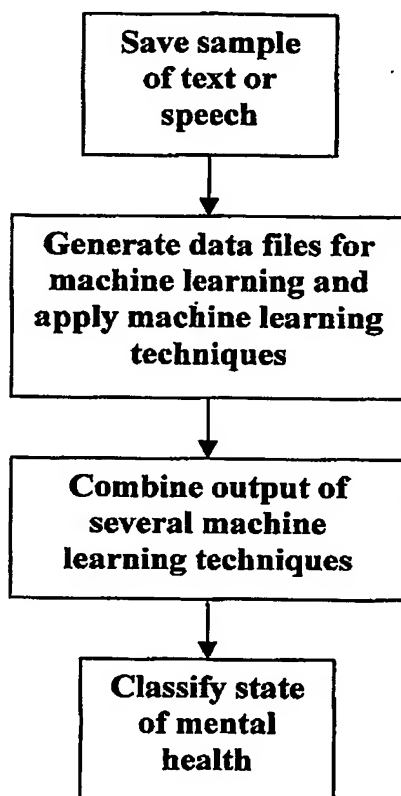 Save sample
of text or
speech
Generate data files for
machine learning and
apply machine learning
techniques
Combine output of
several machine
learning techniques
Classify state
of mental
health